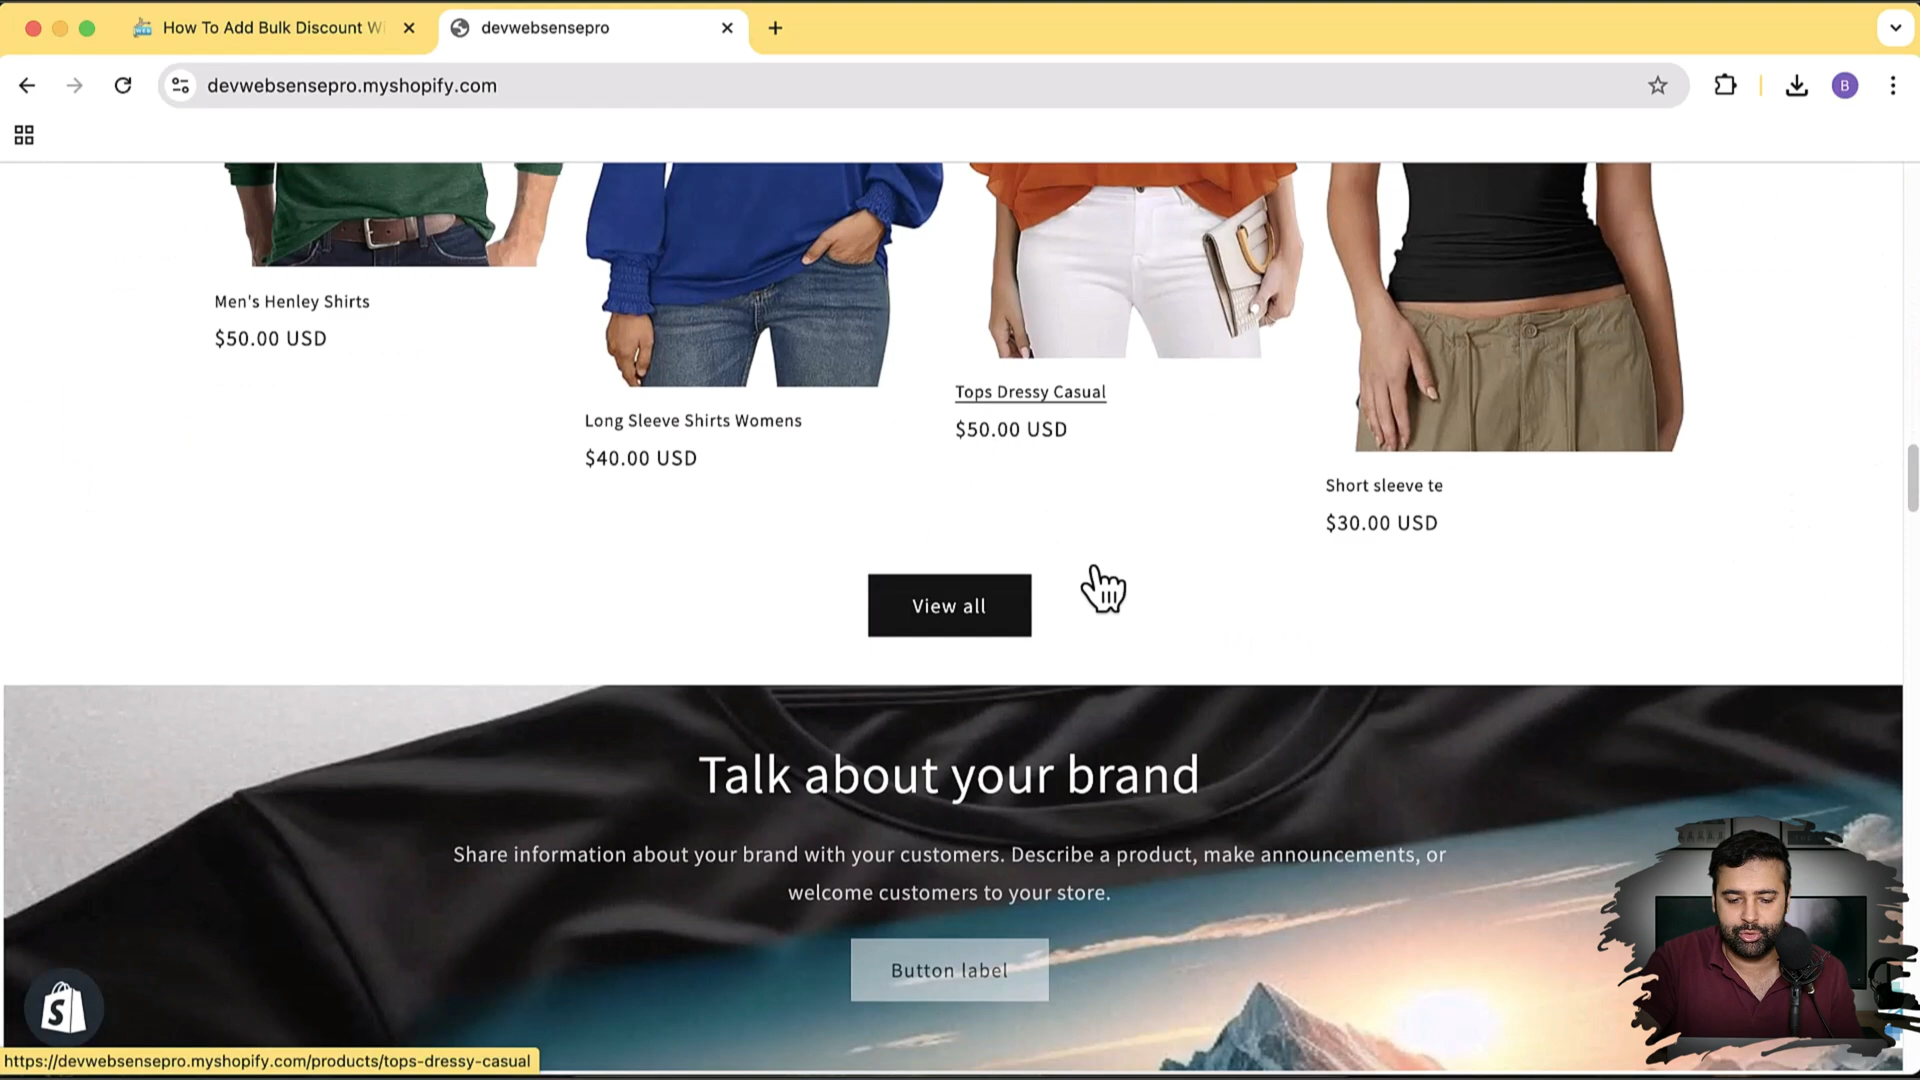 How To Add Bulk Discount Wi
devwebsensepro
devwebsensepro.myshopify.com
B
Men's Henley Shirts
$50.00 USD
Long Sleeve Shirts Womens
$40.00 USD
Tops Dressy Casual
$50.00 USD
Short sleeve te
$30.00 USD
View all
Talk about your brand
Share information about your brand with your customers. Describe a product, make announcements, or
welcome customers to your store.
Button label
https://devwebsensepro.myshopify.com/products/tops-dressy-casual